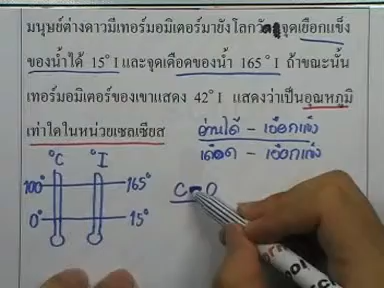 มนุษย์ต่างดาวมีเทอร์มอมิเตอร์มายังโลกวัดจุดเยือกแข็ง
ของน้ำได้ 15°I และจุดเดือดของน้ำ 165°I ถ้าขณะนั้น
เทอร์มอมิเตอร์ของเขาแสดง 42°I แสดงว่าเป็นอุณหภูมิ
เท่าใดในหน่วยเซลเซียส
อ่านได้ - เยือกแข็ง
เดือด - เยือกแข็ง
°C °I
100° 165°
0° 15°
C - 0